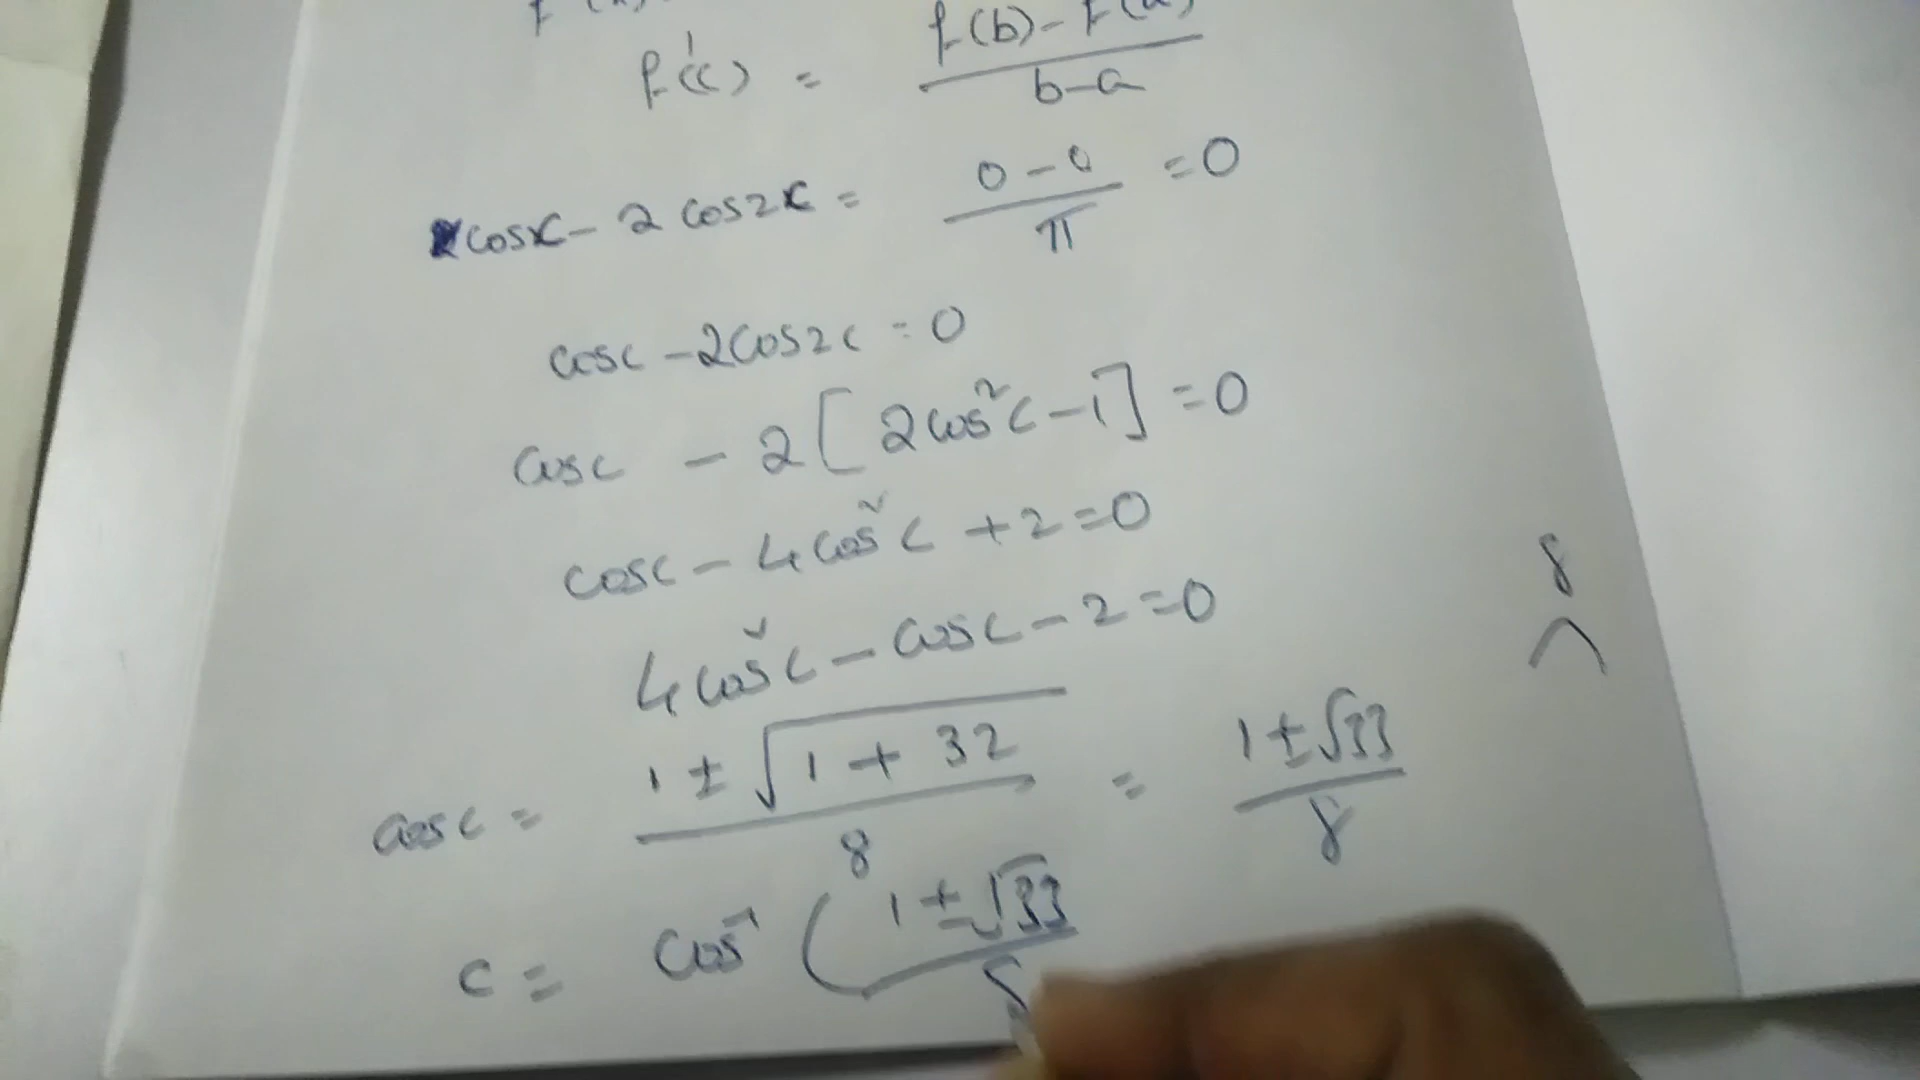 f'(c) = f(b)-f(a) / b-a
cosc - 2 cos2c = 0-0 / π = 0
cosc - 2cos2c = 0
cosc - 2[2cos²c - 1] = 0
cosc - 4cos²c + 2 = 0
4cos²c - cosc - 2 = 0
8
cosc = 1 ± √1 + 32 / 8 = 1 ± √33 / 8
c = cos⁻¹ ( 1 ± √33 / 8